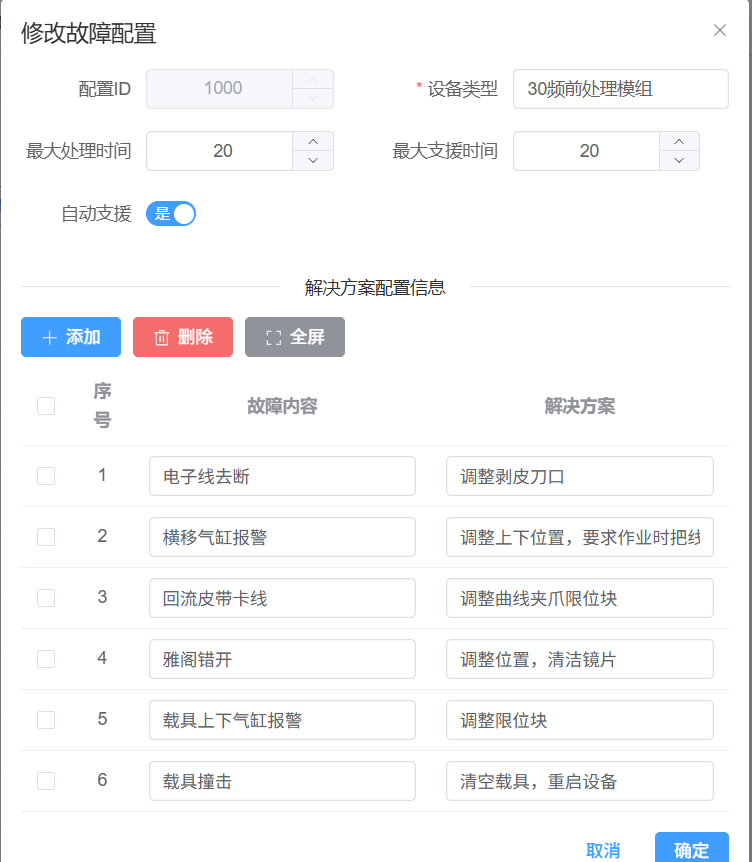 修改故障配置
配置ID 1000 * 设备类型 30频前处理模组
最大处理时间 20 最大支援时间 20
自动支援 是
解决方案配置信息
添加 删除 全屏
序号 故障内容 解决方案
1 电子线去断 调整剥皮刀口
2 横移气缸报警 调整上下位置，要求作业时把线
3 回流皮带卡线 调整曲线夹爪限位块
4 雅阁错开 调整位置，清洁镜片
5 载具上下气缸报警 调整限位块
6 载具撞击 清空载具，重启设备
取消 确定